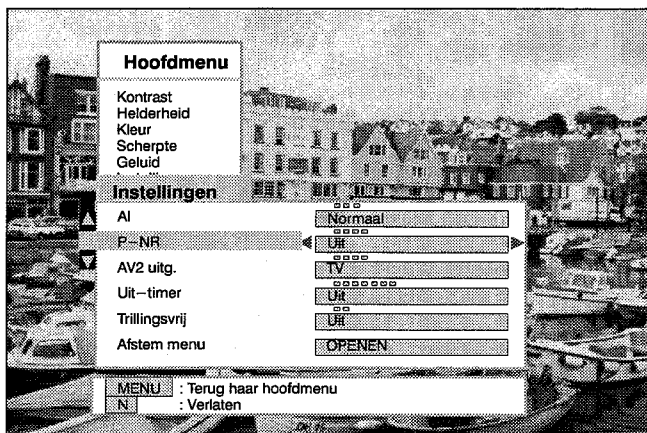 Hoofdmenu
Kontrast
Helderheid
Kleur
Scherpte
Geluid
Instellingen
AI Normaal
P-NR Uit
AV2 uitg. TV
Uit-timer Uit
Trillingsvrij Uit
Afstem menu OPENEN
MENU : Terug haar hoofdmenu
N : Verlaten